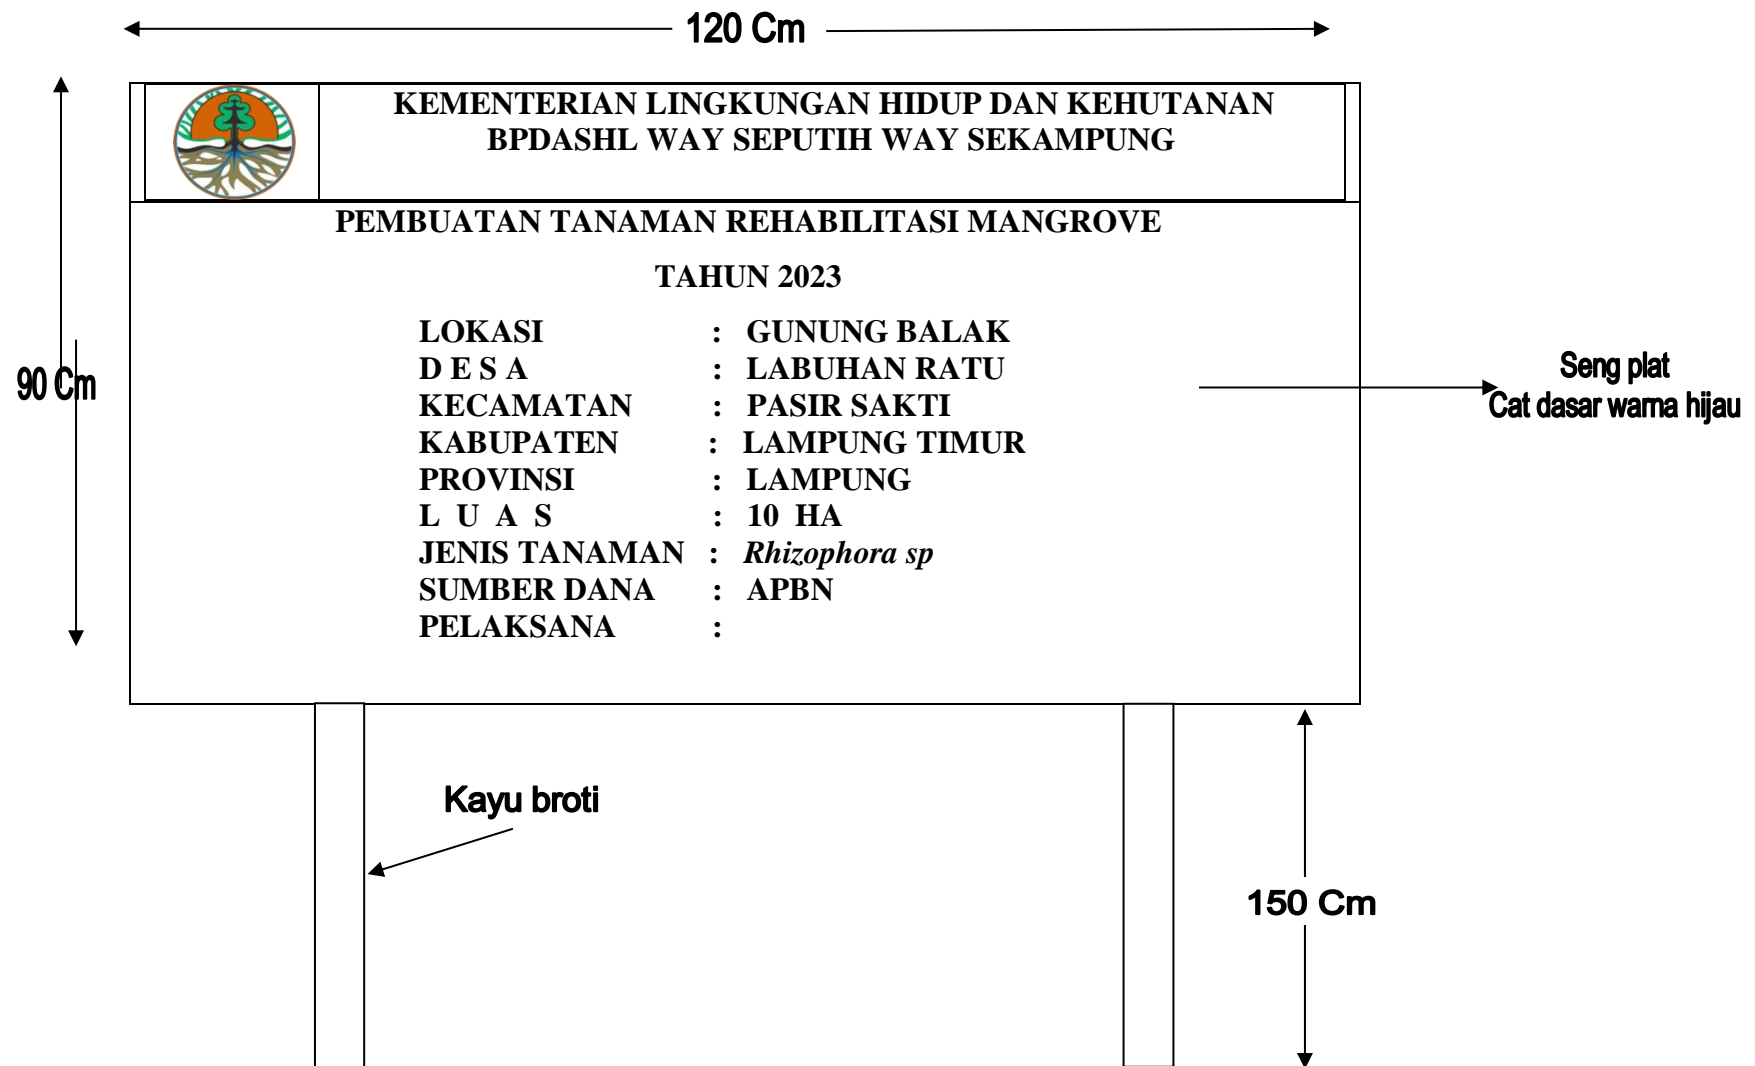 120 Cm
KEMENTERIAN LINGKUNGAN HIDUP DAN KEHUTANAN
BPDASHL WAY SEPUTIH WAY SEKAMPUNG
PEMBUATAN TANAMAN REHABILITASI MANGROVE
TAHUN 2023
LOKASI : GUNUNG BALAK
D E S A : LABUHAN RATU
KECAMATAN : PASIR SAKTI
KABUPATEN : LAMPUNG TIMUR
PROVINSI : LAMPUNG
L U A S : 10 HA
JENIS TANAMAN : Rhizophora sp
SUMBER DANA : APBN
PELAKSANA :
90 Cm
Seng plat
Cat dasar warna hijau
Kayu broti
150 Cm